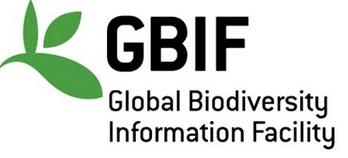 GBIF
Global Biodiversity
Information Facility